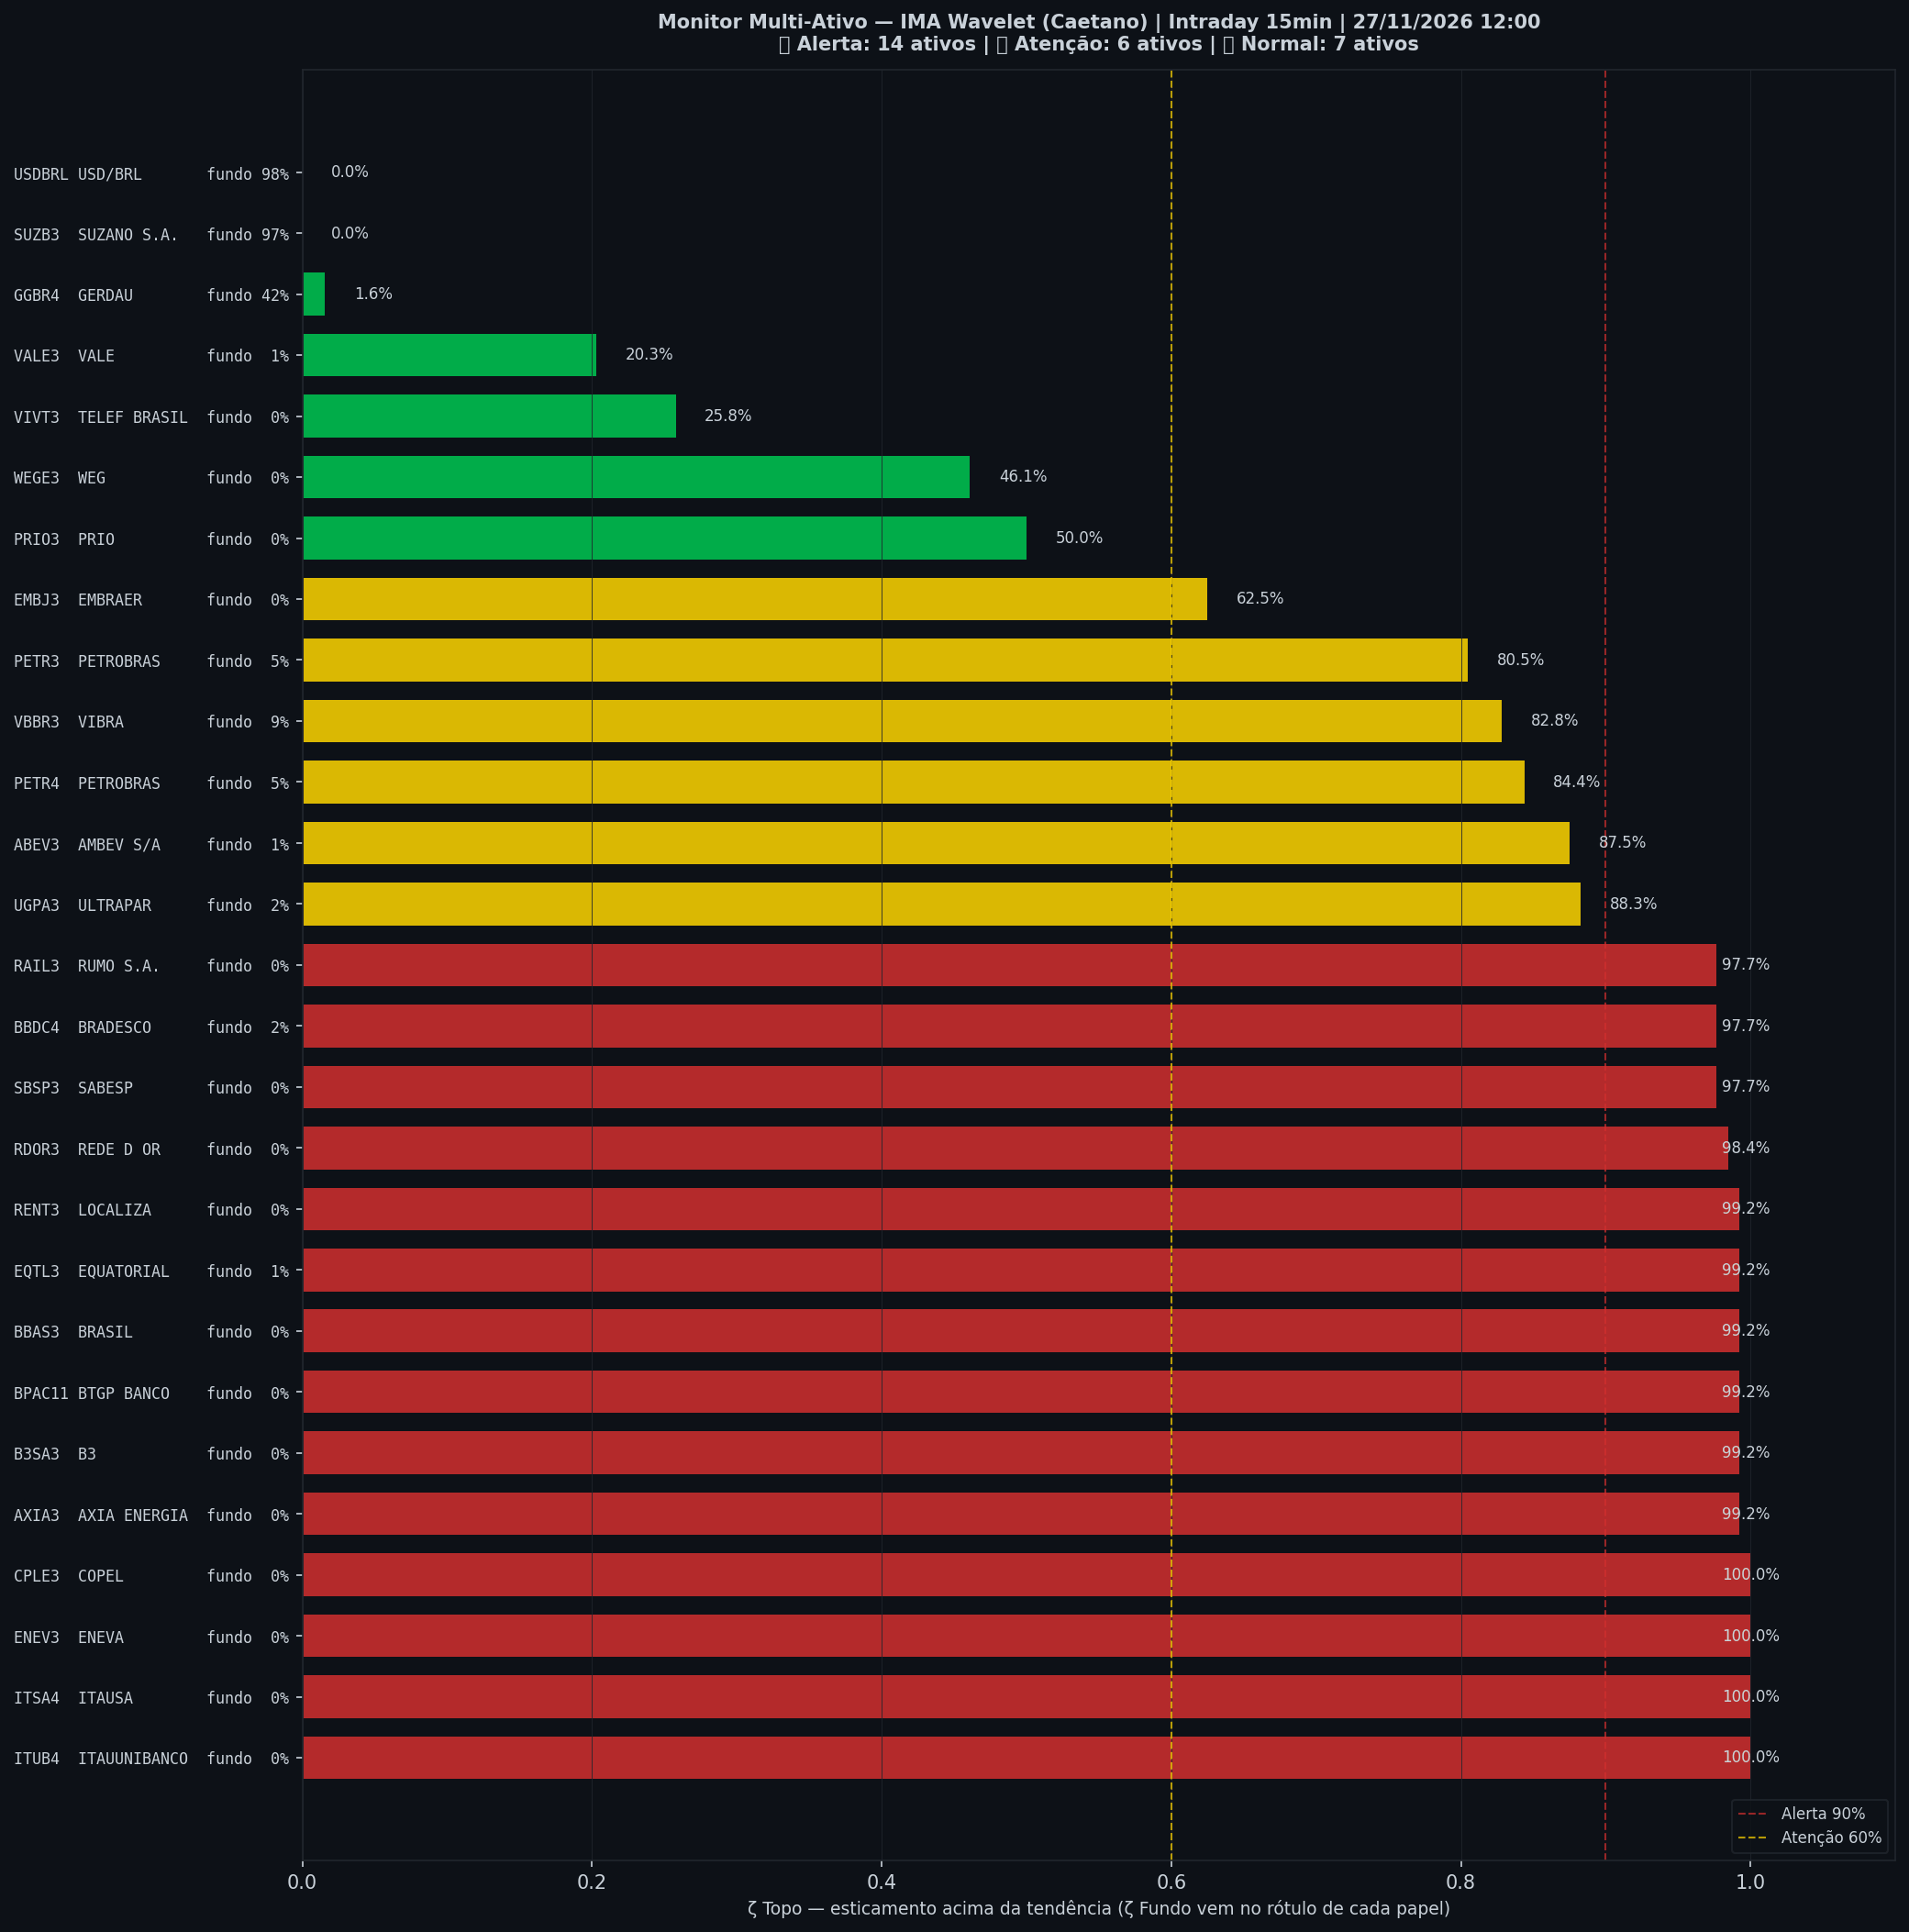 Monitor Multi-Ativo — IMA Wavelet (Caetano) | Intraday 15min | 27/11/2026 12:00
▯ Alerta: 14 ativos | ▯ Atenção: 6 ativos | ▯ Normal: 7 ativos
USDBRL USD/BRL fundo 98% 0.0%
SUZB3 SUZANO S.A. fundo 97% 0.0%
GGBR4 GERDAU fundo 42% 1.6%
VALE3 VALE fundo 1% 20.3%
VIVT3 TELEF BRASIL fundo 0% 25.8%
WEGE3 WEG fundo 0% 46.1%
PRIO3 PRIO fundo 0% 50.0%
EMBJ3 EMBRAER fundo 0% 62.5%
PETR3 PETROBRAS fundo 5% 80.5%
VBBR3 VIBRA fundo 9% 82.8%
PETR4 PETROBRAS fundo 5% 84.4%
ABEV3 AMBEV S/A fundo 1% 87.5%
UGPA3 ULTRAPAR fundo 2% 88.3%
RAIL3 RUMO S.A. fundo 0% 97.7%
BBDC4 BRADESCO fundo 2% 97.7%
SBSP3 SABESP fundo 0% 97.7%
RDOR3 REDE D OR fundo 0% 98.4%
RENT3 LOCALIZA fundo 0% 99.2%
EQTL3 EQUATORIAL fundo 1% 99.2%
BBAS3 BRASIL fundo 0% 99.2%
BPAC11 BTGP BANCO fundo 0% 99.2%
B3SA3 B3 fundo 0% 99.2%
AXIA3 AXIA ENERGIA fundo 0% 99.2%
CPLE3 COPEL fundo 0% 100.0%
ENEV3 ENEVA fundo 0% 100.0%
ITSA4 ITAUSA fundo 0% 100.0%
ITUB4 ITAUUNIBANCO fundo 0% 100.0%
Alerta 90%
Atenção 60%
0.0 0.2 0.4 0.6 0.8 1.0
ζ Topo — esticamento acima da tendência (ζ Fundo vem no rótulo de cada papel)